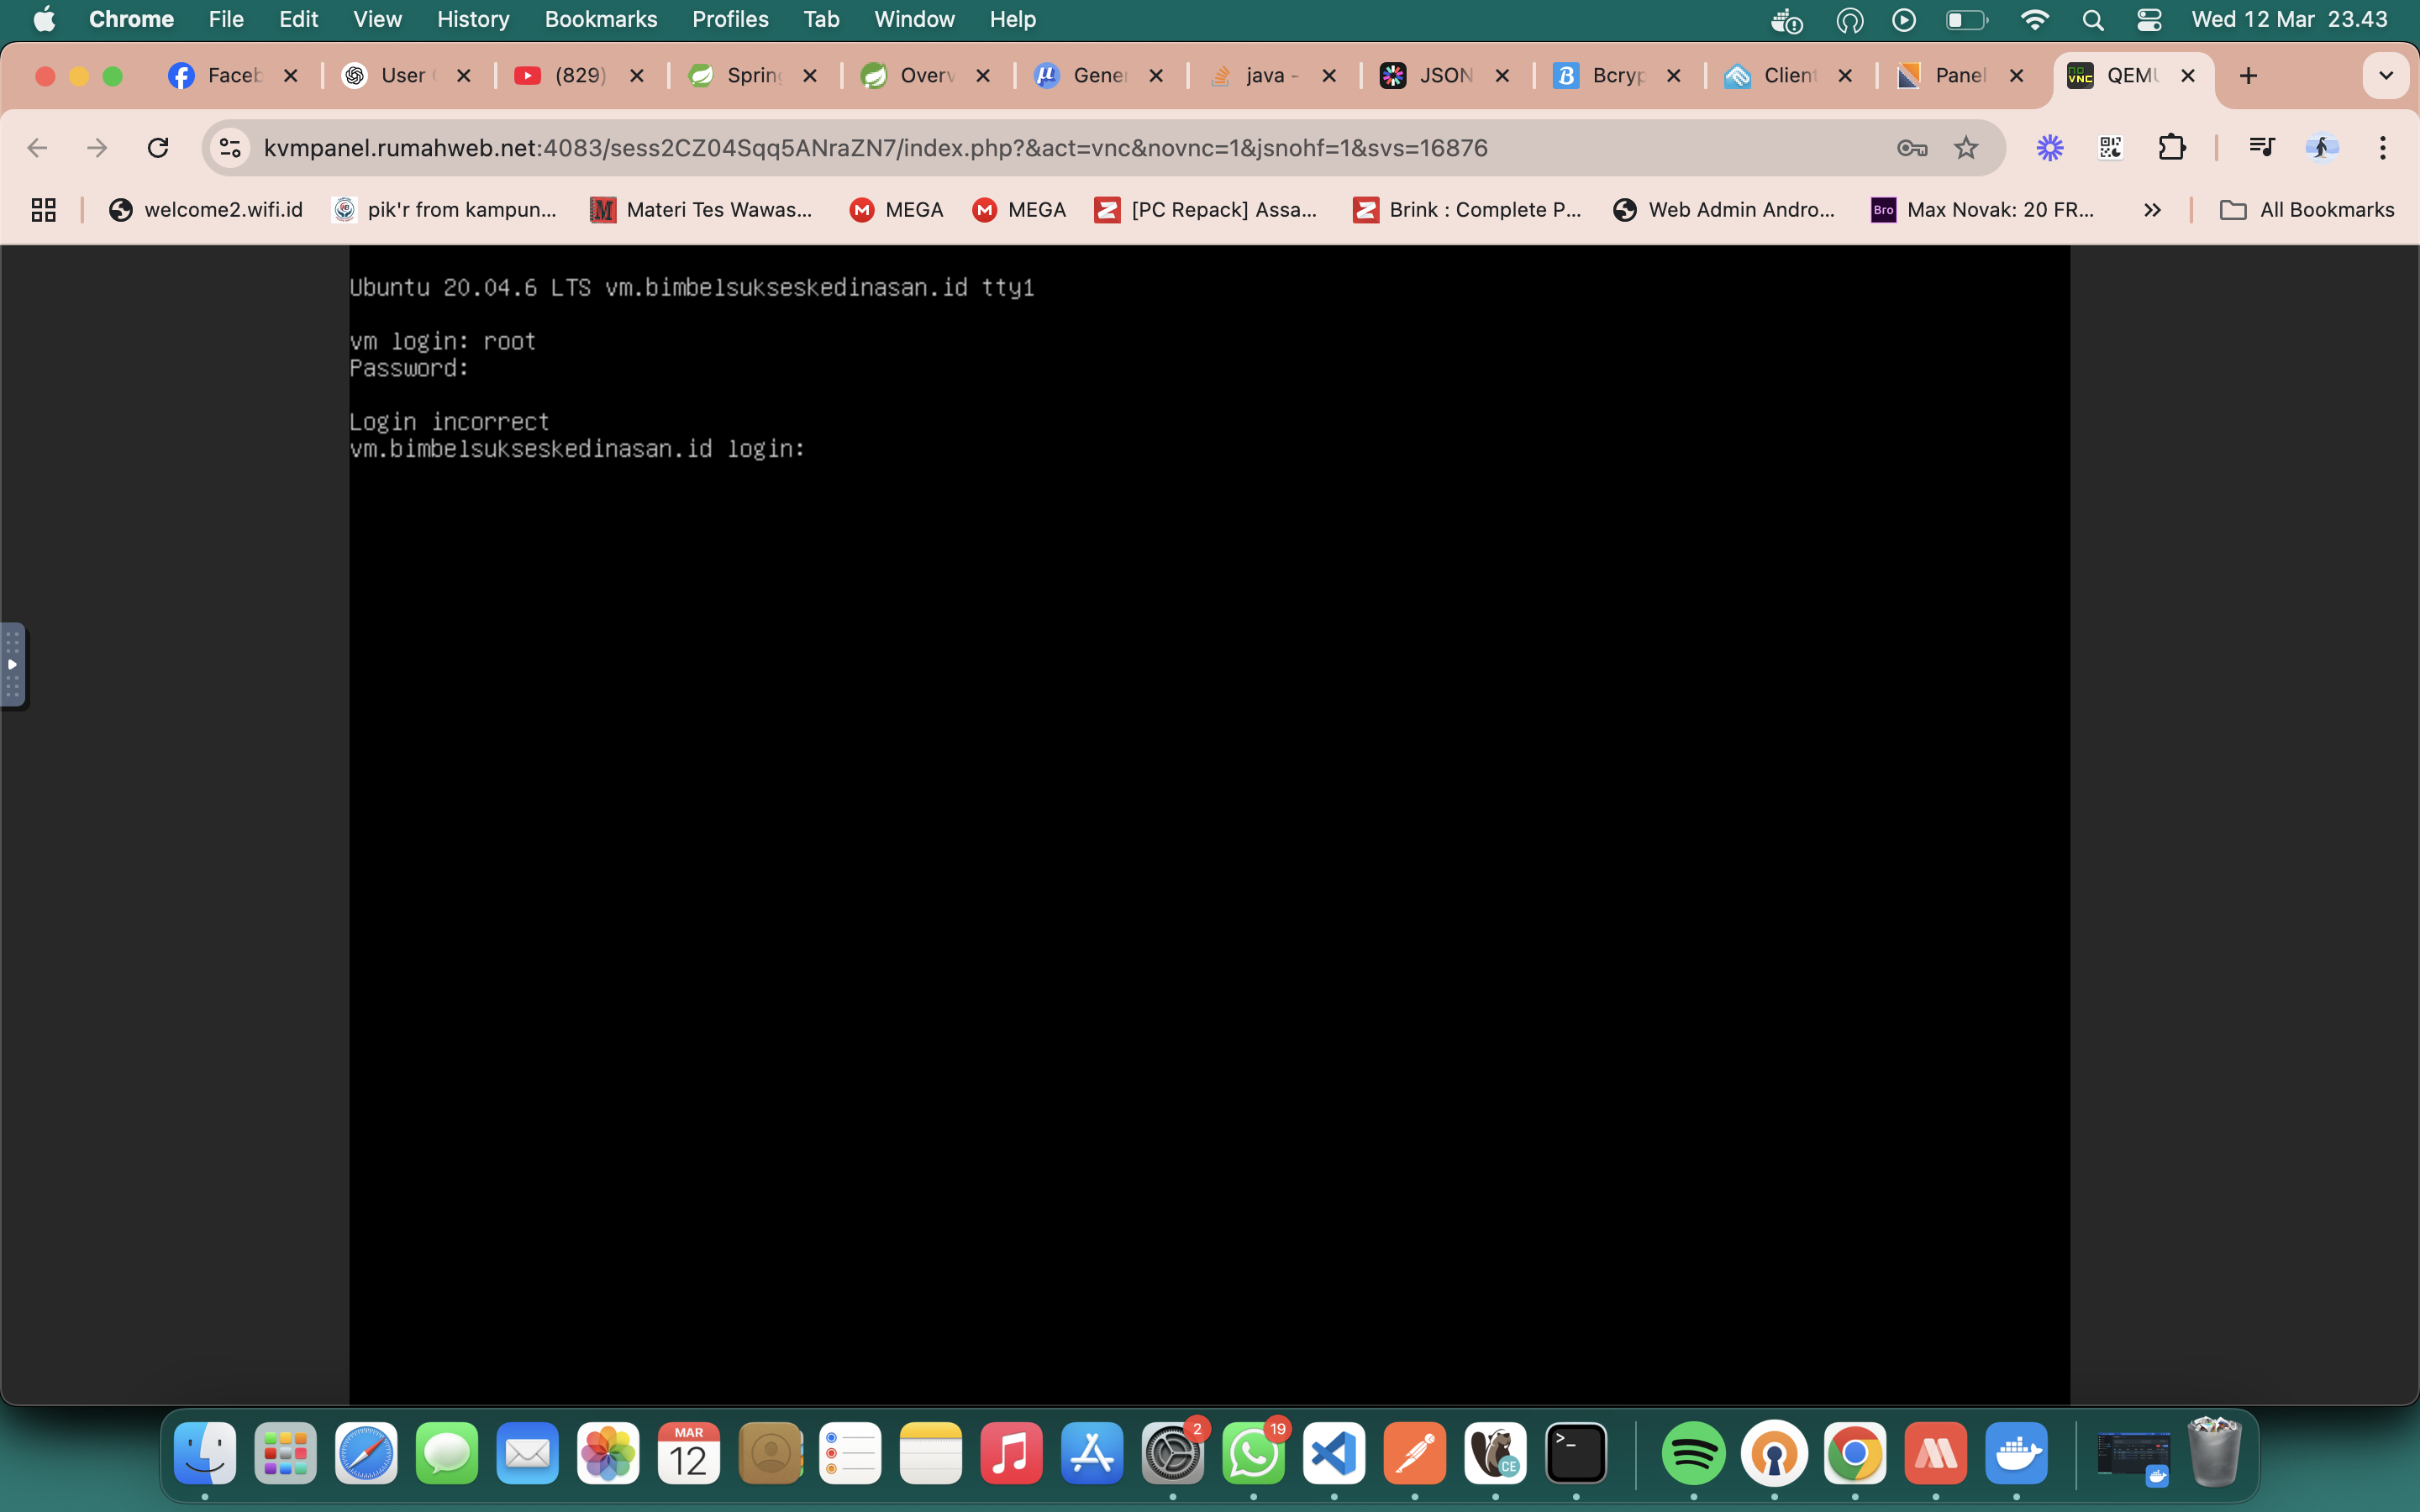 Chrome File Edit View History Bookmarks Profiles Tab Window Help Wed 12 Mar 23.43
Faceb User (829) Spring Overv Gener java - JSON Bcryp Client Panel QEMU
kvmpanel.rumahweb.net:4083/sess2CZ04Sqq5ANraZN7/index.php?&act=vnc&novnc=1&jsnohf=1&svs=16876
welcome2.wifi.id pik'r from kampun... Materi Tes Wawas... MEGA MEGA [PC Repack] Assa... Brink : Complete P... Web Admin Andro... Bro Max Novak: 20 FR... All Bookmarks
Ubuntu 20.04.6 LTS vm.bimbelsukseskedinasan.id tty1
vm login: root
Password:
Login incorrect
vm.bimbelsukseskedinasan.id login:
MAR
12
2
19
CE